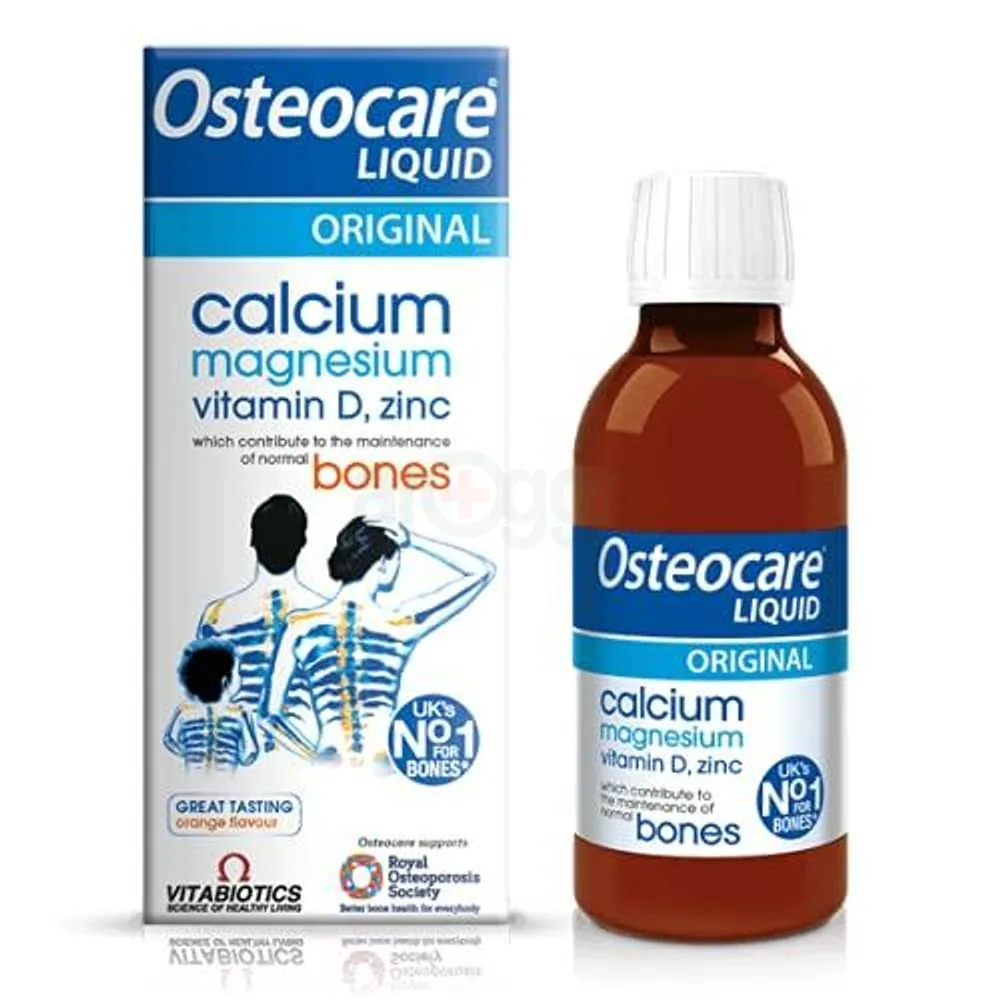 Osteocare®
LIQUID
ORIGINAL
calcium
magnesium
vitamin D, zinc
which contribute to the maintenance
of normal bones
UK's
No1
FOR
BONES*
GREAT TASTING
orange flavour
Osteocare supports
Royal
Osteoporosis
Society
Better bone health for everybody
VITABIOTICS
SCIENCE OF HEALTHY LIVING
Osteocare®
LIQUID
ORIGINAL
calcium
magnesium
vitamin D, zinc
which contribute to
the maintenance of
normal bones
UK's
No1
FOR
BONES*